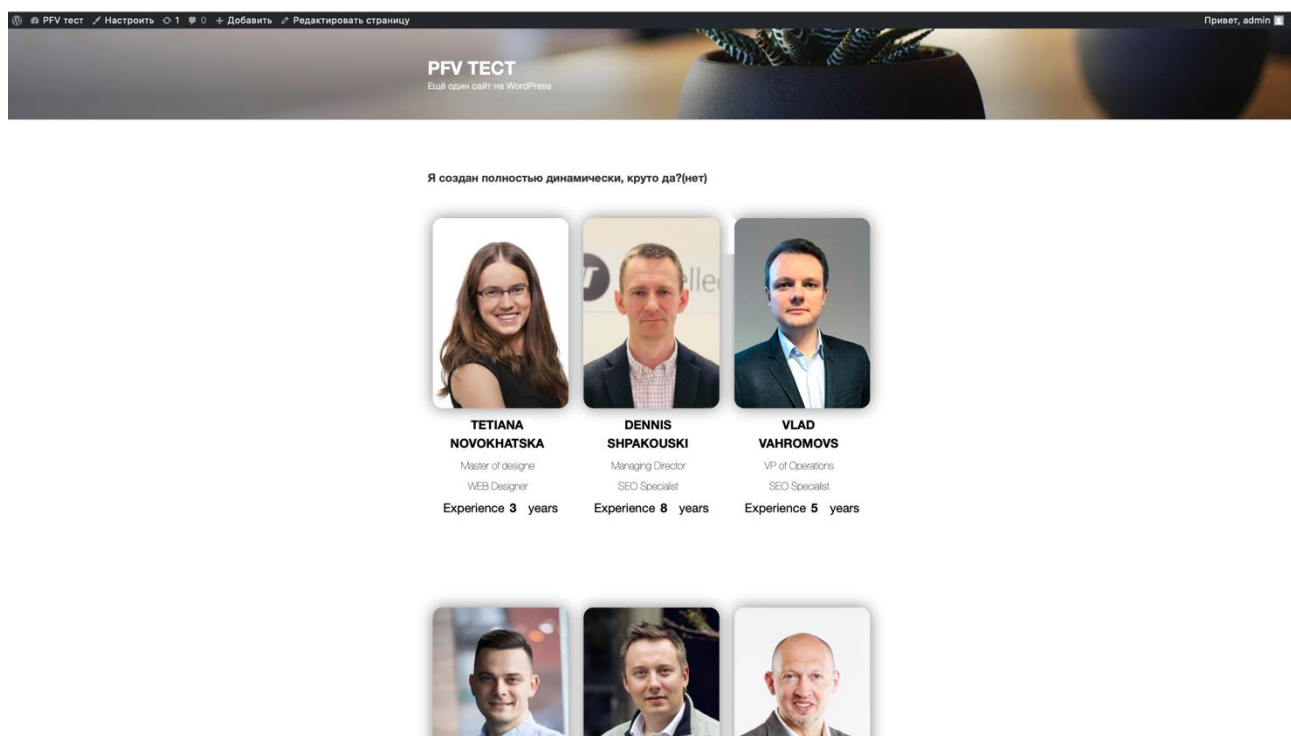 PFV тест Настроить 1 0 + Добавить Редактировать страницу Привет, admin
PFV ТЕСТ
Ещё один сайт на WordPress
Я создан полностью динамически, круто да?(нет)
TETIANA
NOVOKHATSKA
Master of designe
WEB Designer
Experience 3 years
DENNIS
SHPAKOUSKI
Managing Director
SEO Specialist
Experience 8 years
VLAD
VAHROMOVS
VP of Operations
SEO Specialist
Experience 5 years